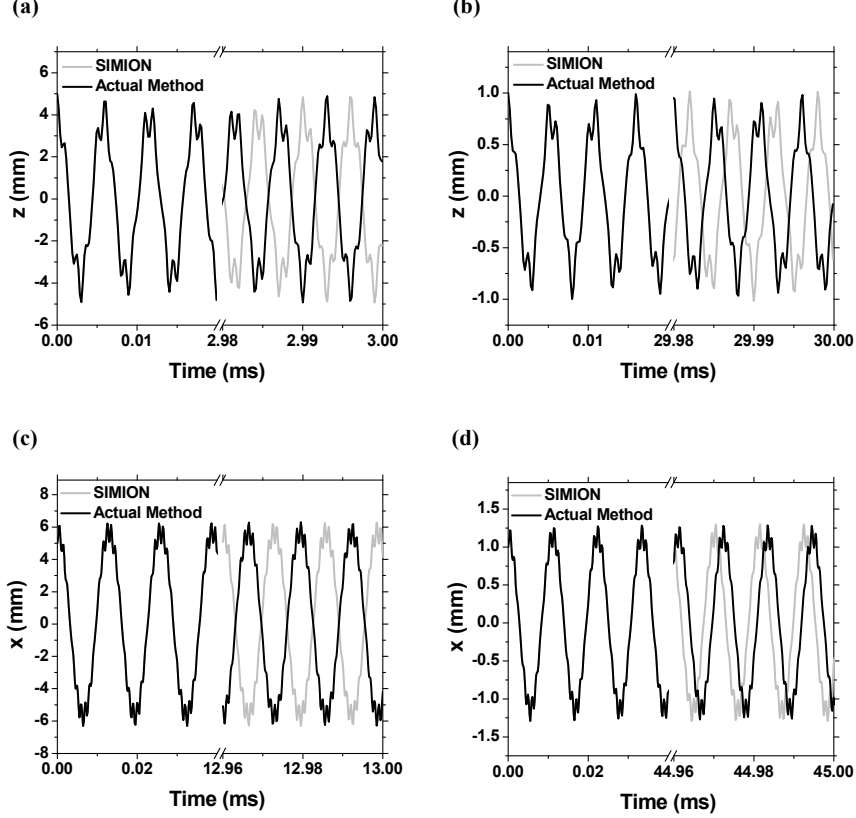 (a)
SIMION
Actual Method
6
4
2
0
-2
-4
-6
z (mm)
0.00 0.01 2.98 2.99 3.00
Time (ms)
(b)
SIMION
Actual Method
1.0
0.5
0.0
-0.5
-1.0
z (mm)
0.00 0.01 29.98 29.99 30.00
Time (ms)
(c)
SIMION
Actual Method
8
6
4
2
0
-2
-4
-6
-8
x (mm)
0.00 0.02 12.96 12.98 13.00
Time (ms)
(d)
SIMION
Actual Method
1.5
1.0
0.5
0.0
-0.5
-1.0
-1.5
x (mm)
0.00 0.02 44.96 44.98 45.00
Time (ms)